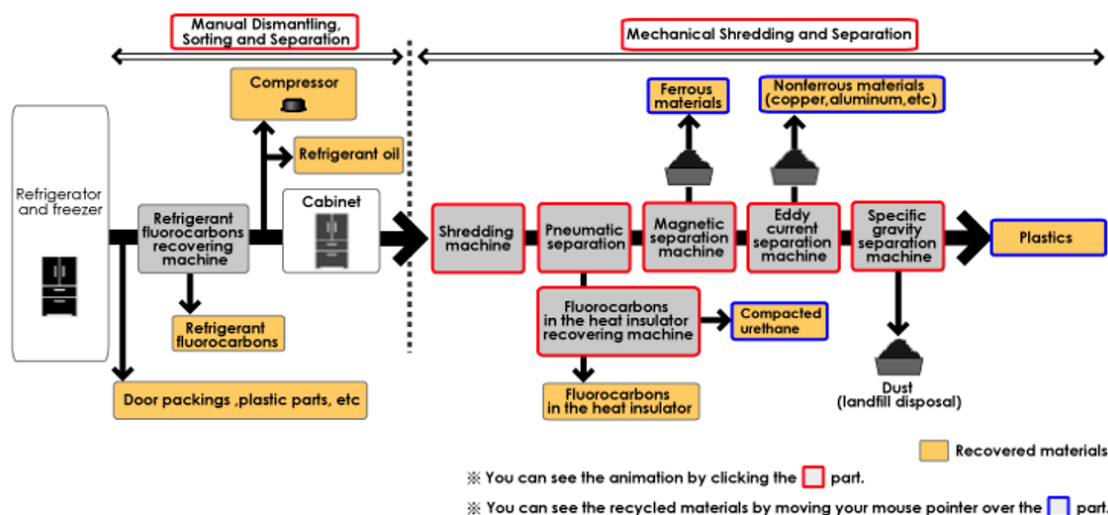 Manual Dismantling,
Sorting and Separation
Mechanical Shredding and Separation
Compressor
Refrigerant oil
Ferrous
materials
Nonferrous materials
(copper,aluminum,etc)
Refrigerator
and freezer
Refrigerant
fluorocarbons
recovering
machine
Cabinet
Shredding
machine
Pneumatic
separation
Magnetic
separation
machine
Eddy
current
separation
machine
Specific
gravity
separation
machine
Plastics
Refrigerant
fluorocarbons
Fluorocarbons
in the heat insulator
recovering machine
Compacted
urethane
Door packings ,plastic parts, etc
Fluorocarbons
in the heat insulator
Dust
(landfill disposal)
Recovered materials
※ You can see the animation by clicking the part.
※ You can see the recycled materials by moving your mouse pointer over the part.